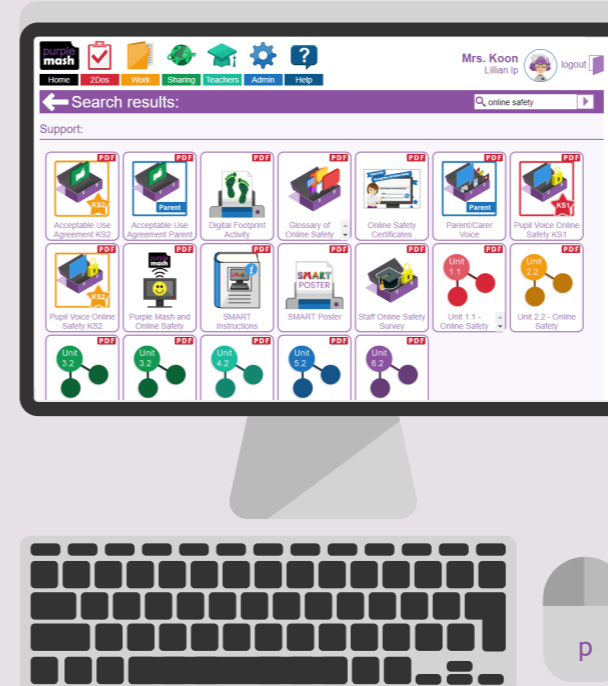 purple
mash
Home 2Dos Work Sharing Teachers Admin Help
?
Mrs. Koon
Lillian Ip
logout
Search results:
online safety
Support:
PDF PDF PDF PDF PDF PDF PDF
KS2
Parent
Parent
KS1
Acceptable Use
Agreement KS2
Acceptable Use
Agreement Parent
Digital Footprint
Activity
Glossary of
Online Safety
Online Safety
Certificates
Parent/Carer
Voice
Pupil Voice Online
Safety KS1
PDF PDF PDF PDF PDF PDF PDF
KS2
purple
mash
i
SMART
POSTER
Unit
1.1
Unit
2.2
Pupil Voice Online
Safety KS2
Purple Mash and
Online Safety
SMART
Instructions
SMART Poster
Staff Online Safety
Survey
Unit 1.1 -
Online Safety
Unit 2.2 - Online
Safety
PDF PDF PDF PDF PDF
Unit
3.2
Unit
3.2
Unit
4.2
Unit
5.2
Unit
6.2
p